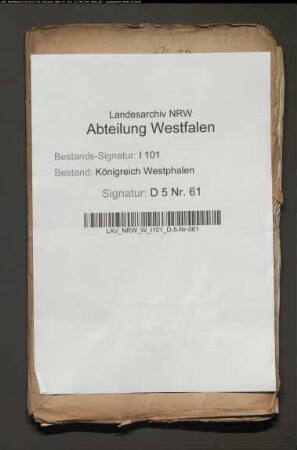 Landesarchiv NRW
Abteilung Westfalen
Bestands-Signatur: I 101
Bestand: Königreich Westphalen
Signatur: D 5 Nr. 61
LAV_NRW_W_I101_D-5-Nr-061